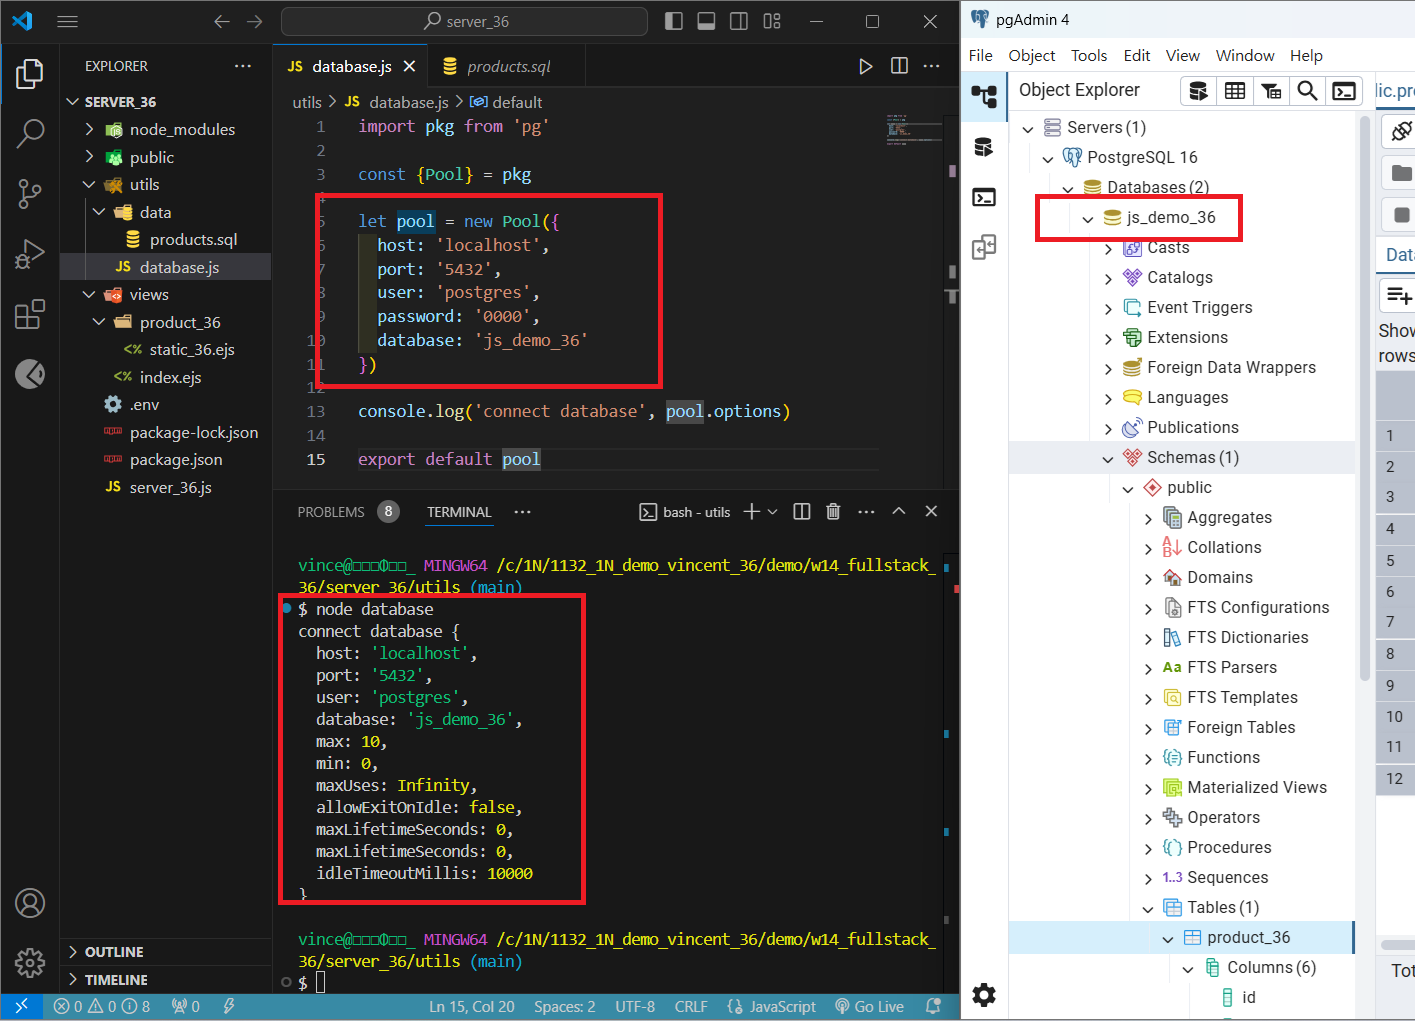 server_36
EXPLORER
SERVER_36
node_modules
public
utils
data
products.sql
JS database.js
views
product_36
<%> static_36.ejs
<%> index.ejs
.env
package-lock.json
package.json
JS server_36.js
OUTLINE
TIMELINE
JS database.js
products.sql
utils > JS database.js > default
1 import pkg from 'pg'
2
3 const {Pool} = pkg
4
5 let pool = new Pool({
6 host: 'localhost',
7 port: '5432',
8 user: 'postgres',
9 password: '0000',
10 database: 'js_demo_36'
11 })
12
13 console.log('connect database', pool.options)
14
15 export default pool
PROBLEMS 8 TERMINAL
bash - utils
vince@□□□Φ□□_ MINGW64 /c/1N/1132_1N_demo_vincent_36/demo/w14_fullstack_
36/server_36/utils (main)
$ node database
connect database {
host: 'localhost',
port: '5432',
user: 'postgres',
database: 'js_demo_36',
max: 10,
min: 0,
maxUses: Infinity,
allowExitOnIdle: false,
maxLifetimeSeconds: 0,
maxLifetimeSeconds: 0,
idleTimeoutMillis: 10000
}
vince@□□□Φ□□_ MINGW64 /c/1N/1132_1N_demo_vincent_36/demo/w14_fullstack_
36/server_36/utils (main)
$
0 0 8 0 Ln 15, Col 20 Spaces: 2 UTF-8 CRLF {} JavaScript Go Live
pgAdmin 4
File Object Tools Edit View Window Help
Object Explorer
Servers (1)
PostgreSQL 16
Databases (2)
js_demo_36
Casts
Catalogs
Event Triggers
Extensions
Foreign Data Wrappers
Languages
Publications
Schemas (1)
public
Aggregates
Collations
Domains
FTS Configurations
FTS Dictionaries
Aa FTS Parsers
FTS Templates
Foreign Tables
Functions
Materialized Views
Operators
Procedures
1..3 Sequences
Tables (1)
product_36
Columns (6)
id
lic.pro
Data
Show
rows
1
2
3
4
5
6
7
8
9
10
11
12
Tot